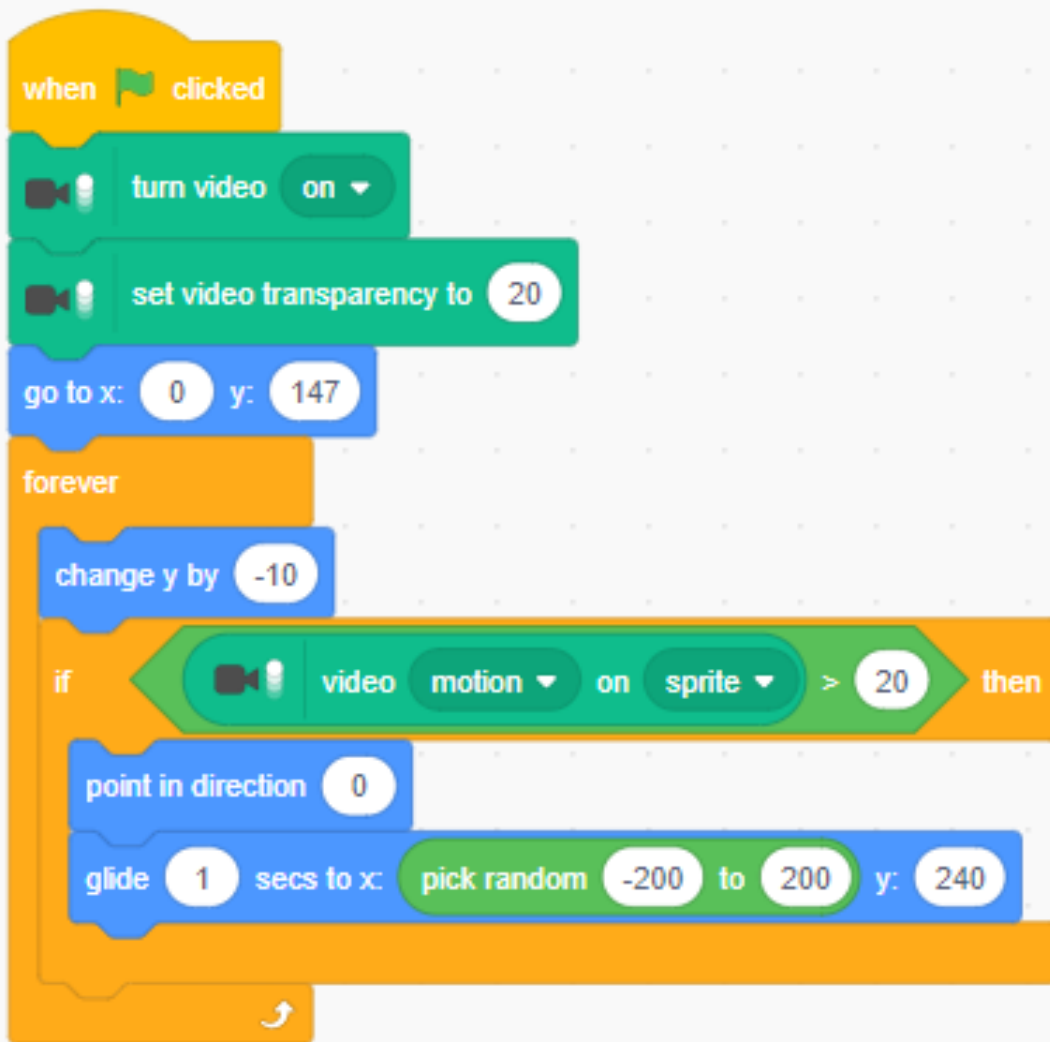 when clicked
turn video on
set video transparency to 20
go to x: 0 y: 147
forever
change y by -10
if video motion on sprite > 20 then
point in direction 0
glide 1 secs to x: pick random -200 to 200 y: 240